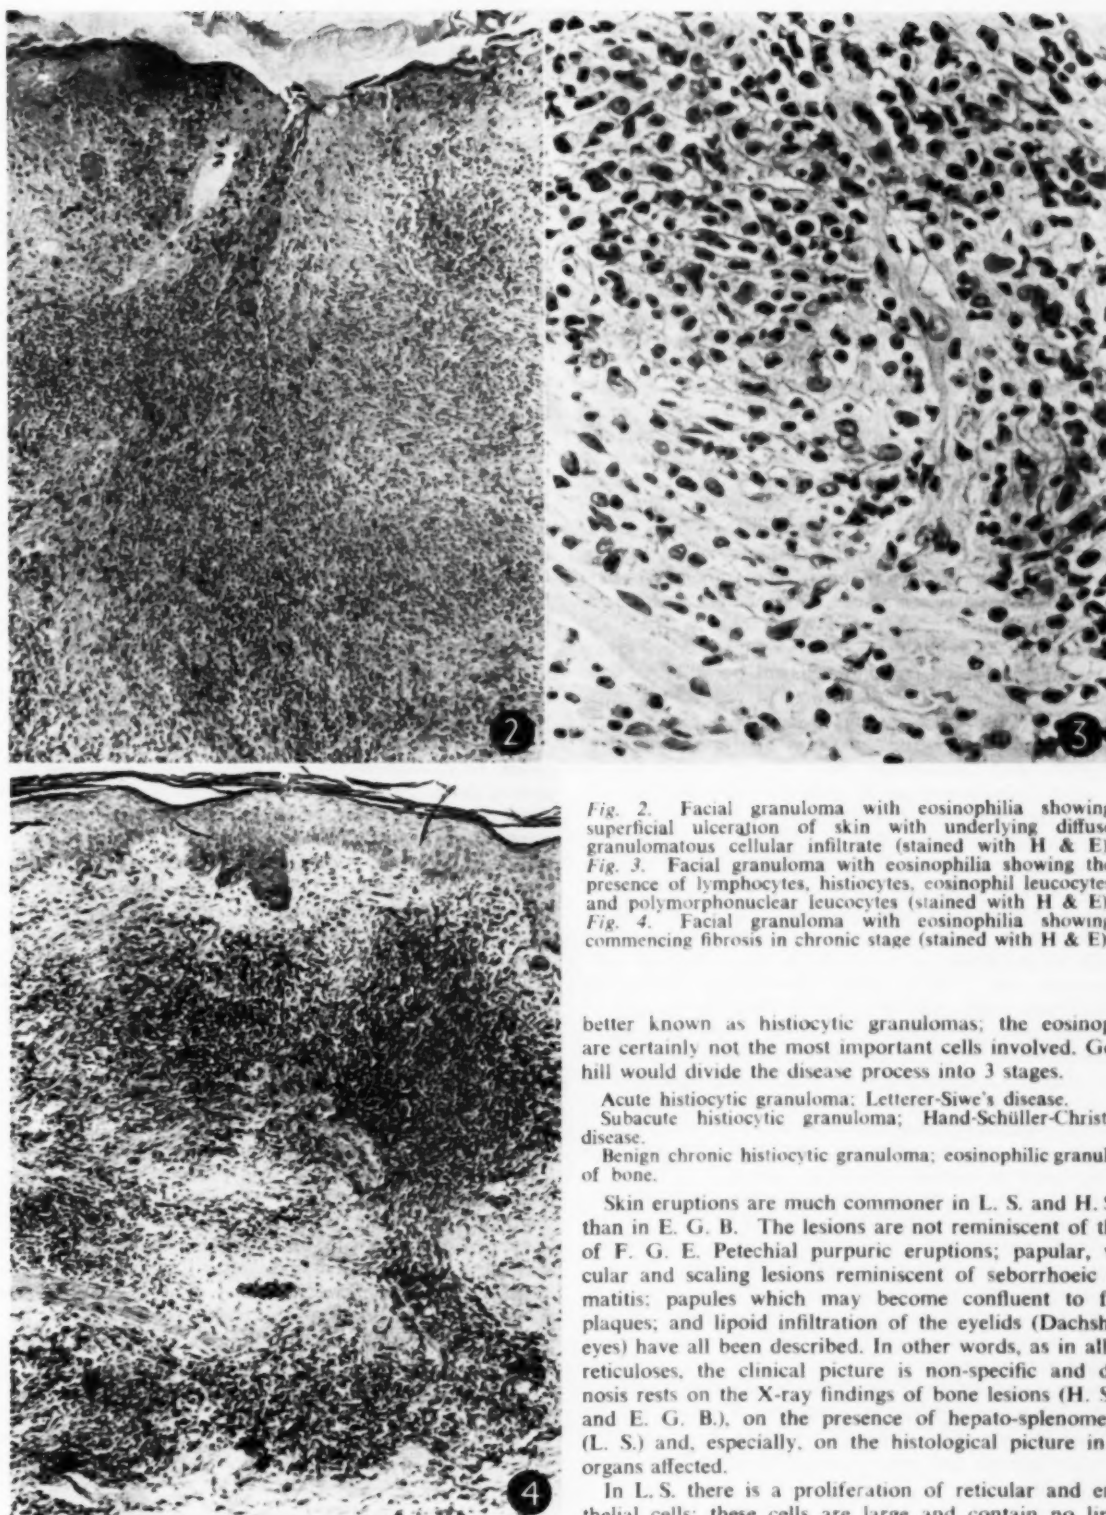 2
3
4
Fig. 2. Facial granuloma with eosinophilia showing
superficial ulceration of skin with underlying diffuse
granulomatous cellular infiltrate (stained with H & E)
Fig. 3. Facial granuloma with eosinophilia showing the
presence of lymphocytes, histiocytes, eosinophil leucocytes
and polymorphonuclear leucocytes (stained with H & E)
Fig. 4. Facial granuloma with eosinophilia showing
commencing fibrosis in chronic stage (stained with H & E)
better known as histiocytic granulomas; the eosinop
are certainly not the most important cells involved. Go
hill would divide the disease process into 3 stages.
Acute histiocytic granuloma; Letterer-Siwe's disease.
Subacute histiocytic granuloma; Hand-Schüller-Christ
disease.
Benign chronic histiocytic granuloma; eosinophilic granul
of bone.
Skin eruptions are much commoner in L. S. and H. S
than in E. G. B. The lesions are not reminiscent of th
of F. G. E. Petechial purpuric eruptions; papular, v
cular and scaling lesions reminiscent of seborrhoeic
matitis; papules which may become confluent to f
plaques; and lipoid infiltration of the eyelids (Dachsh
eyes) have all been described. In other words, as in all
reticuloses, the clinical picture is non-specific and d
nosis rests on the X-ray findings of bone lesions (H. S
and E. G. B.), on the presence of hepato-splenome
(L. S.) and, especially, on the histological picture in
organs affected.
In L. S. there is a proliferation of reticular and en
thelial cells; these cells are large and contain no lip